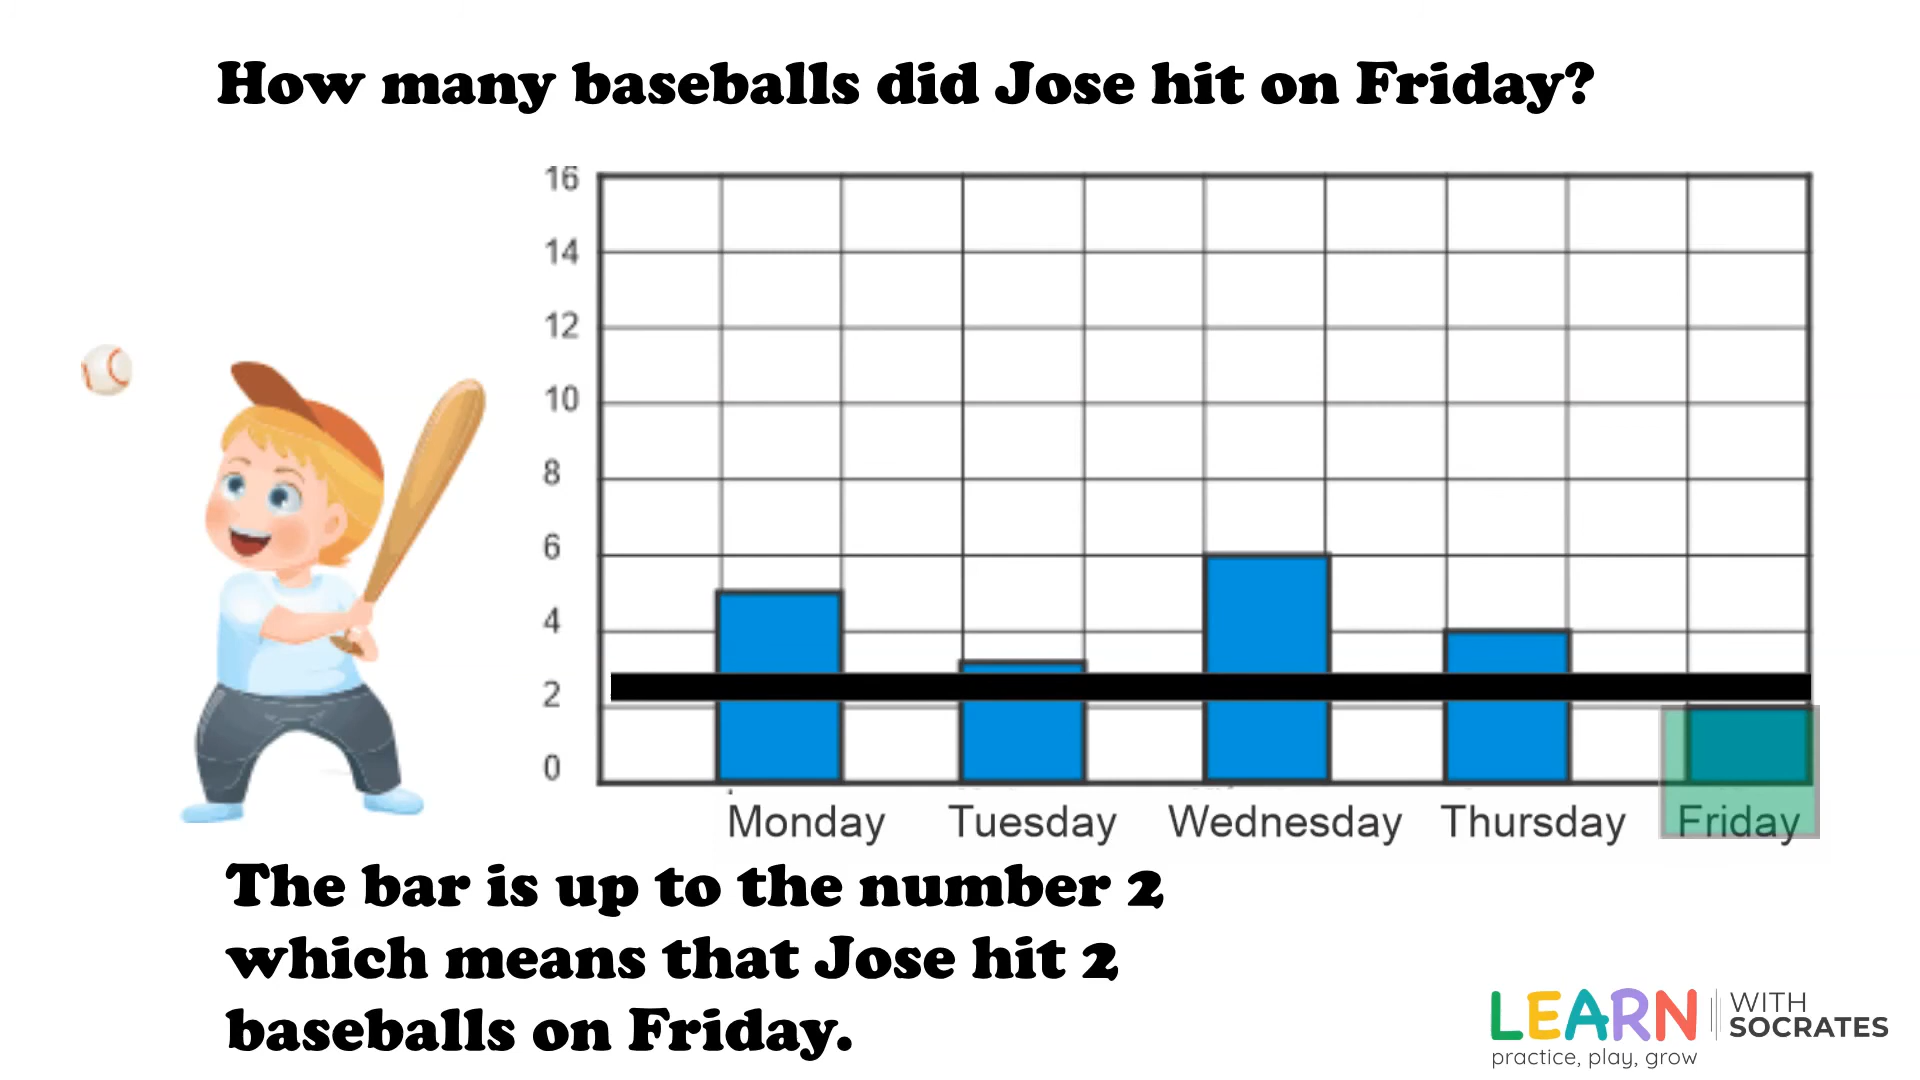 How many baseballs did Jose hit on Friday?
16
14
12
10
8
6
4
2
0
Monday Tuesday Wednesday Thursday Friday
The bar is up to the number 2
which means that Jose hit 2
baseballs on Friday.
LEARN WITH SOCRATES
practice, play, grow